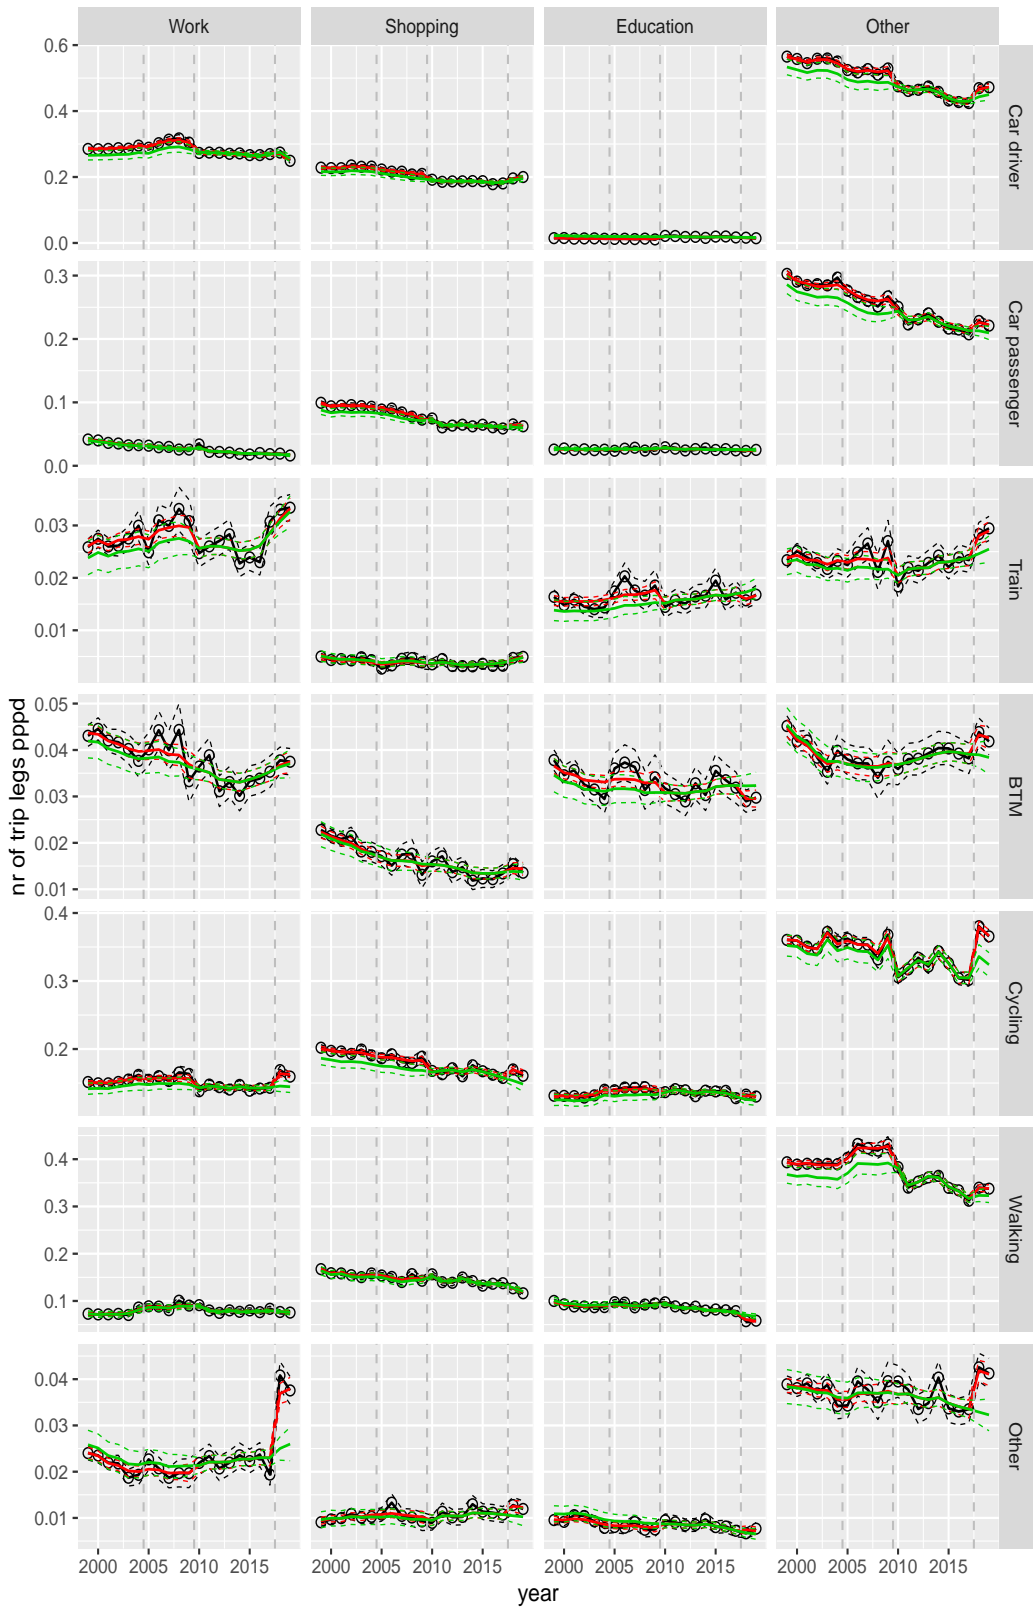 Work Shopping Education Other
0.6
0.4
0.2
0.0
Car driver
0.3
0.2
0.1
0.0
Car passenger
0.03
0.02
0.01
Train
0.05
0.04
0.03
0.02
0.01
BTM
nr of trip legs pppd
0.4
0.3
0.2
Cycling
0.4
0.3
0.2
0.1
Walking
0.04
0.03
0.02
0.01
Other
2000 2005 2010 2015 2000 2005 2010 2015 2000 2005 2010 2015 2000 2005 2010 2015
year